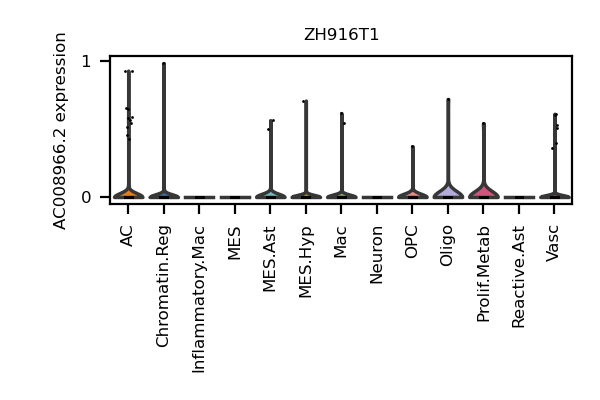 ZH916T1
AC008966.2 expression
1
0
AC
Chromatin.Reg
Inflammatory.Mac
MES
MES.Ast
MES.Hyp
Mac
Neuron
OPC
Oligo
Prolif.Metab
Reactive.Ast
Vasc